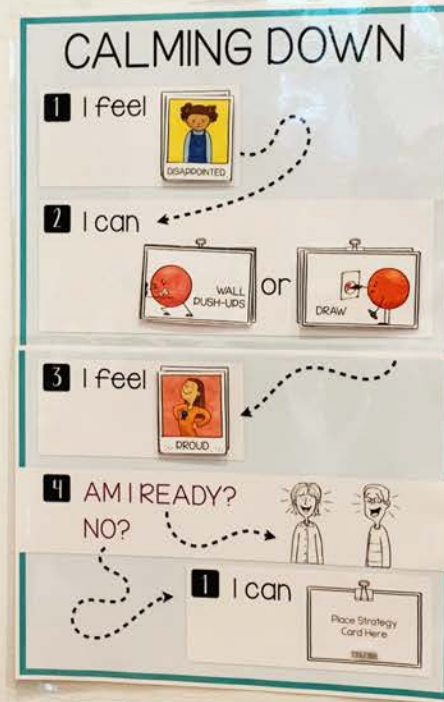 CALMING DOWN
1 I feel
DISAPPOINTED
2 I can
WALL
PUSH-UPS
or
DRAW
3 I feel
PROUD
4 AM I READY?
NO?
1 I can
Place Strategy
Card Here